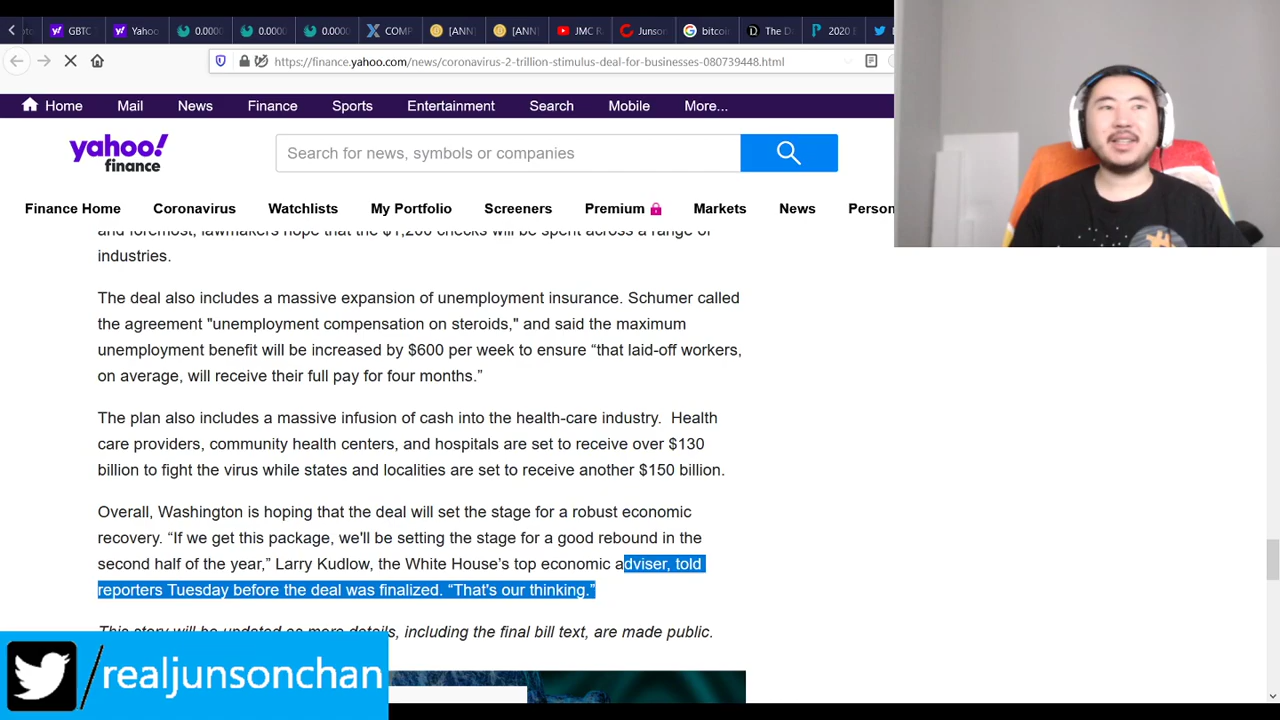 GBTC
Yahoo
0.0000
0.0000
0.0000
COMP
[ANN
[ANN
JMC R
Junson
bitcoi
The D
2020 E
https://finance.yahoo.com/news/coronavirus-2-trillion-stimulus-deal-for-businesses-080739448.html
Home Mail News Finance Sports Entertainment Search Mobile More...
yahoo!
finance
Search for news, symbols or companies
Finance Home Coronavirus Watchlists My Portfolio Screeners Premium Markets News Person
and foremost, lawmakers hope that the $1,200 checks will be spent across a range of
industries.
The deal also includes a massive expansion of unemployment insurance. Schumer called
the agreement "unemployment compensation on steroids," and said the maximum
unemployment benefit will be increased by $600 per week to ensure “that laid-off workers,
on average, will receive their full pay for four months.”
The plan also includes a massive infusion of cash into the health-care industry.  Health
care providers, community health centers, and hospitals are set to receive over $130
billion to fight the virus while states and localities are set to receive another $150 billion.
Overall, Washington is hoping that the deal will set the stage for a robust economic
recovery. “If we get this package, we'll be setting the stage for a good rebound in the
second half of the year,” Larry Kudlow, the White House’s top economic adviser, told
reporters Tuesday before the deal was finalized. “That's our thinking.”
This story will be updated as more details, including the final bill text, are made public.
/realjunsonchan